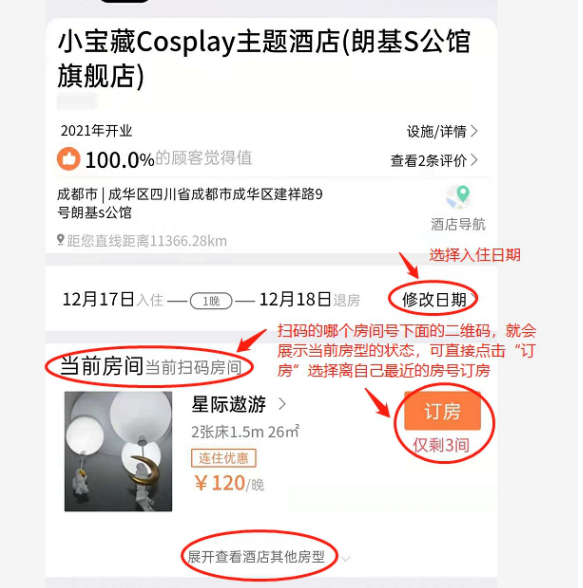 小宝藏Cosplay主题酒店(朗基S公馆
旗舰店)
2021年开业
设施/详情
100.0%的顾客觉得值
查看2条评价
成都市 | 成华区四川省成都市成华区建祥路9
号朗基s公馆
酒店导航
距您直线距离11366.28km
选择入住日期
12月17日入住 — 1晚 — 12月18日退房
修改日期
扫码的哪个房间号下面的二维码，就会
展示当前房型的状态，可直接点击“订
房”选择离自己最近的房号订房
当前房间当前扫码房间
星际遨游
订房
2张床1.5m 26㎡
仅剩3间
连住优惠
￥120/晚
展开查看酒店其他房型